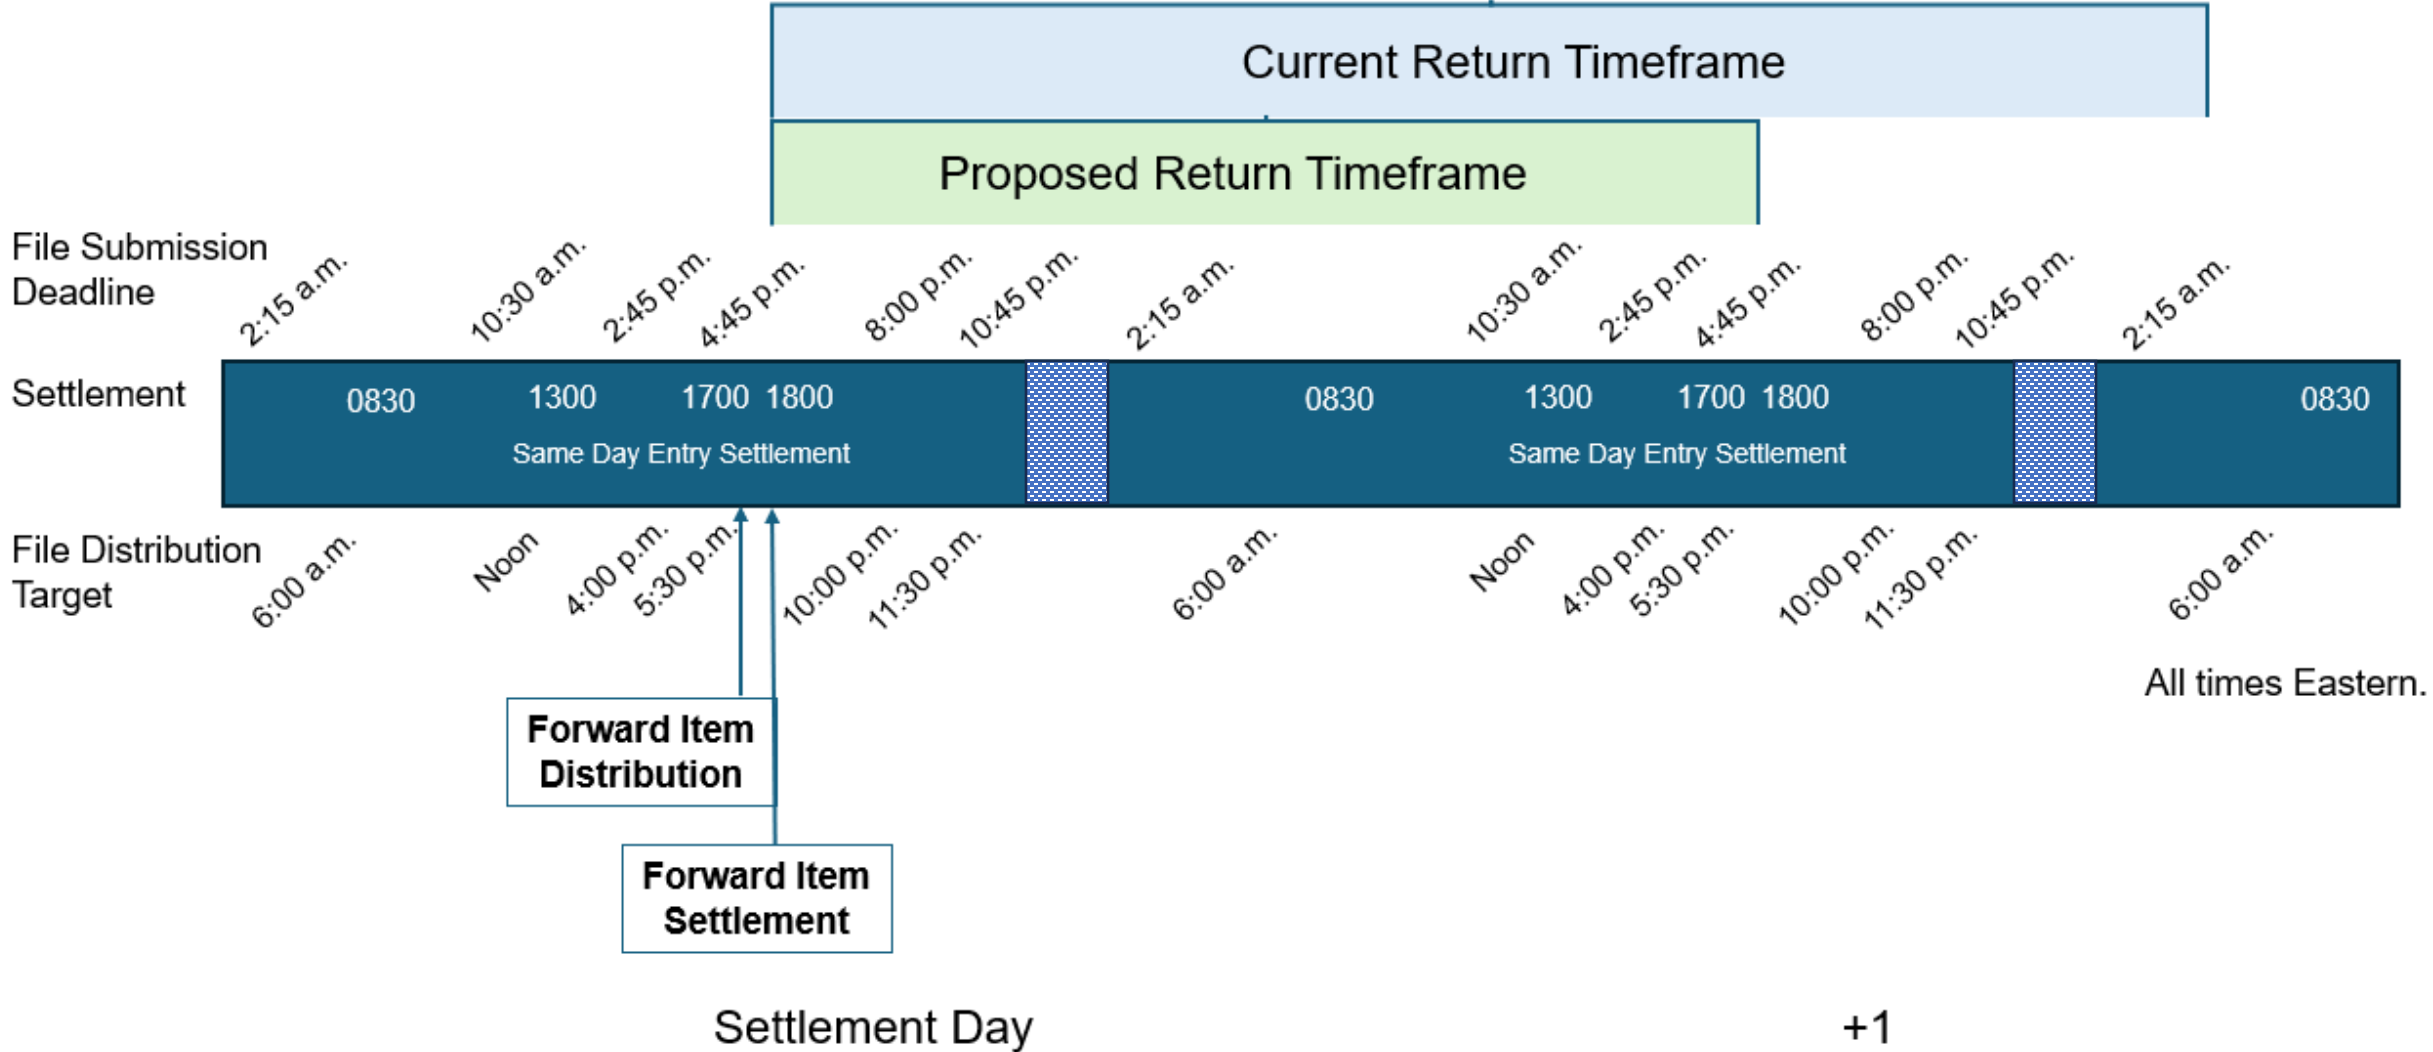 Current Return Timeframe
Proposed Return Timeframe
File Submission
Deadline
2:15 a.m.
10:30 a.m.
2:45 p.m.
4:45 p.m.
8:00 p.m.
10:45 p.m.
2:15 a.m.
10:30 a.m.
2:45 p.m.
4:45 p.m.
8:00 p.m.
10:45 p.m.
2:15 a.m.
Settlement
0830
1300
1700
1800
0830
1300
1700
1800
0830
Same Day Entry Settlement
Same Day Entry Settlement
File Distribution
Target
6:00 a.m.
Noon
4:00 p.m.
5:30 p.m.
10:00 p.m.
11:30 p.m.
6:00 a.m.
Noon
4:00 p.m.
5:30 p.m.
10:00 p.m.
11:30 p.m.
6:00 a.m.
All times Eastern.
Forward Item
Distribution
Forward Item
Settlement
Settlement Day
+1